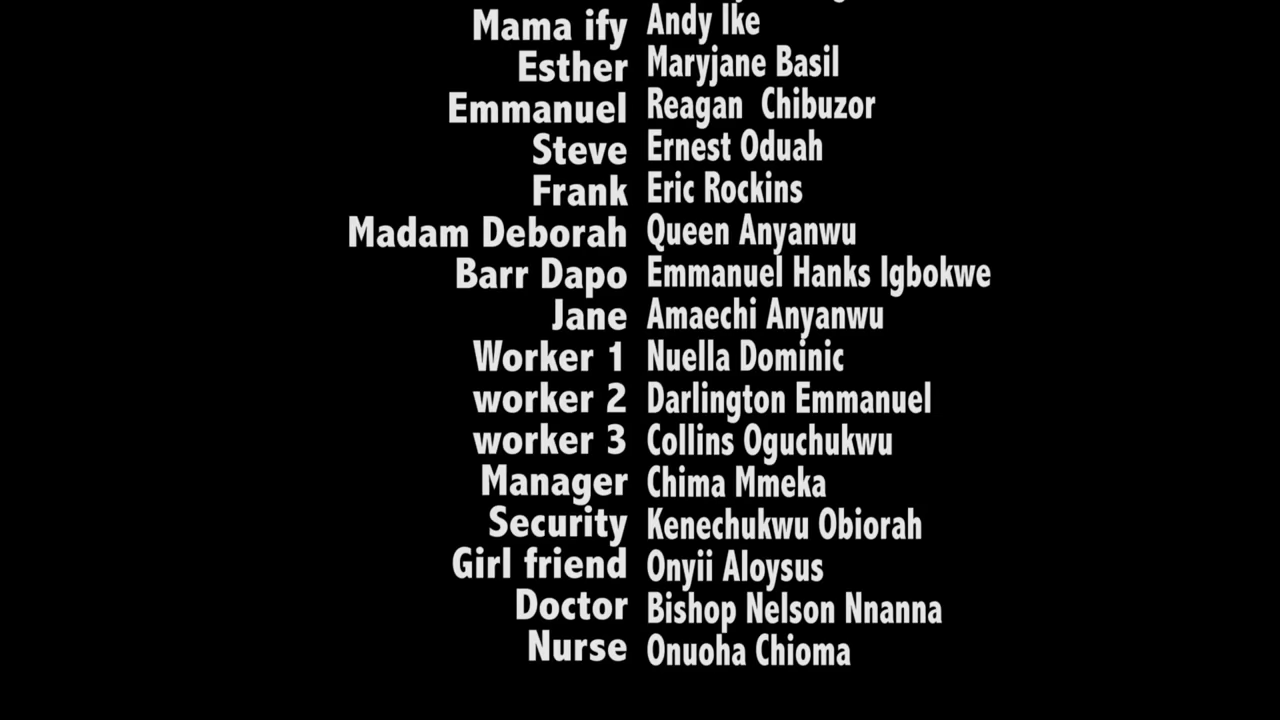 Mama ify Andy Ike
Esther Maryjane Basil
Emmanuel Reagan Chibuzor
Steve Ernest Oduah
Frank Eric Rockins
Madam Deborah Queen Anyanwu
Barr Dapo Emmanuel Hanks Igbokwe
Jane Amaechi Anyanwu
Worker 1 Nuella Dominic
worker 2 Darlington Emmanuel
worker 3 Collins Oguchukwu
Manager Chima Mmeka
Security Kenechukwu Obiorah
Girl friend Onyii Aloysus
Doctor Bishop Nelson Nnanna
Nurse Onuoha Chioma